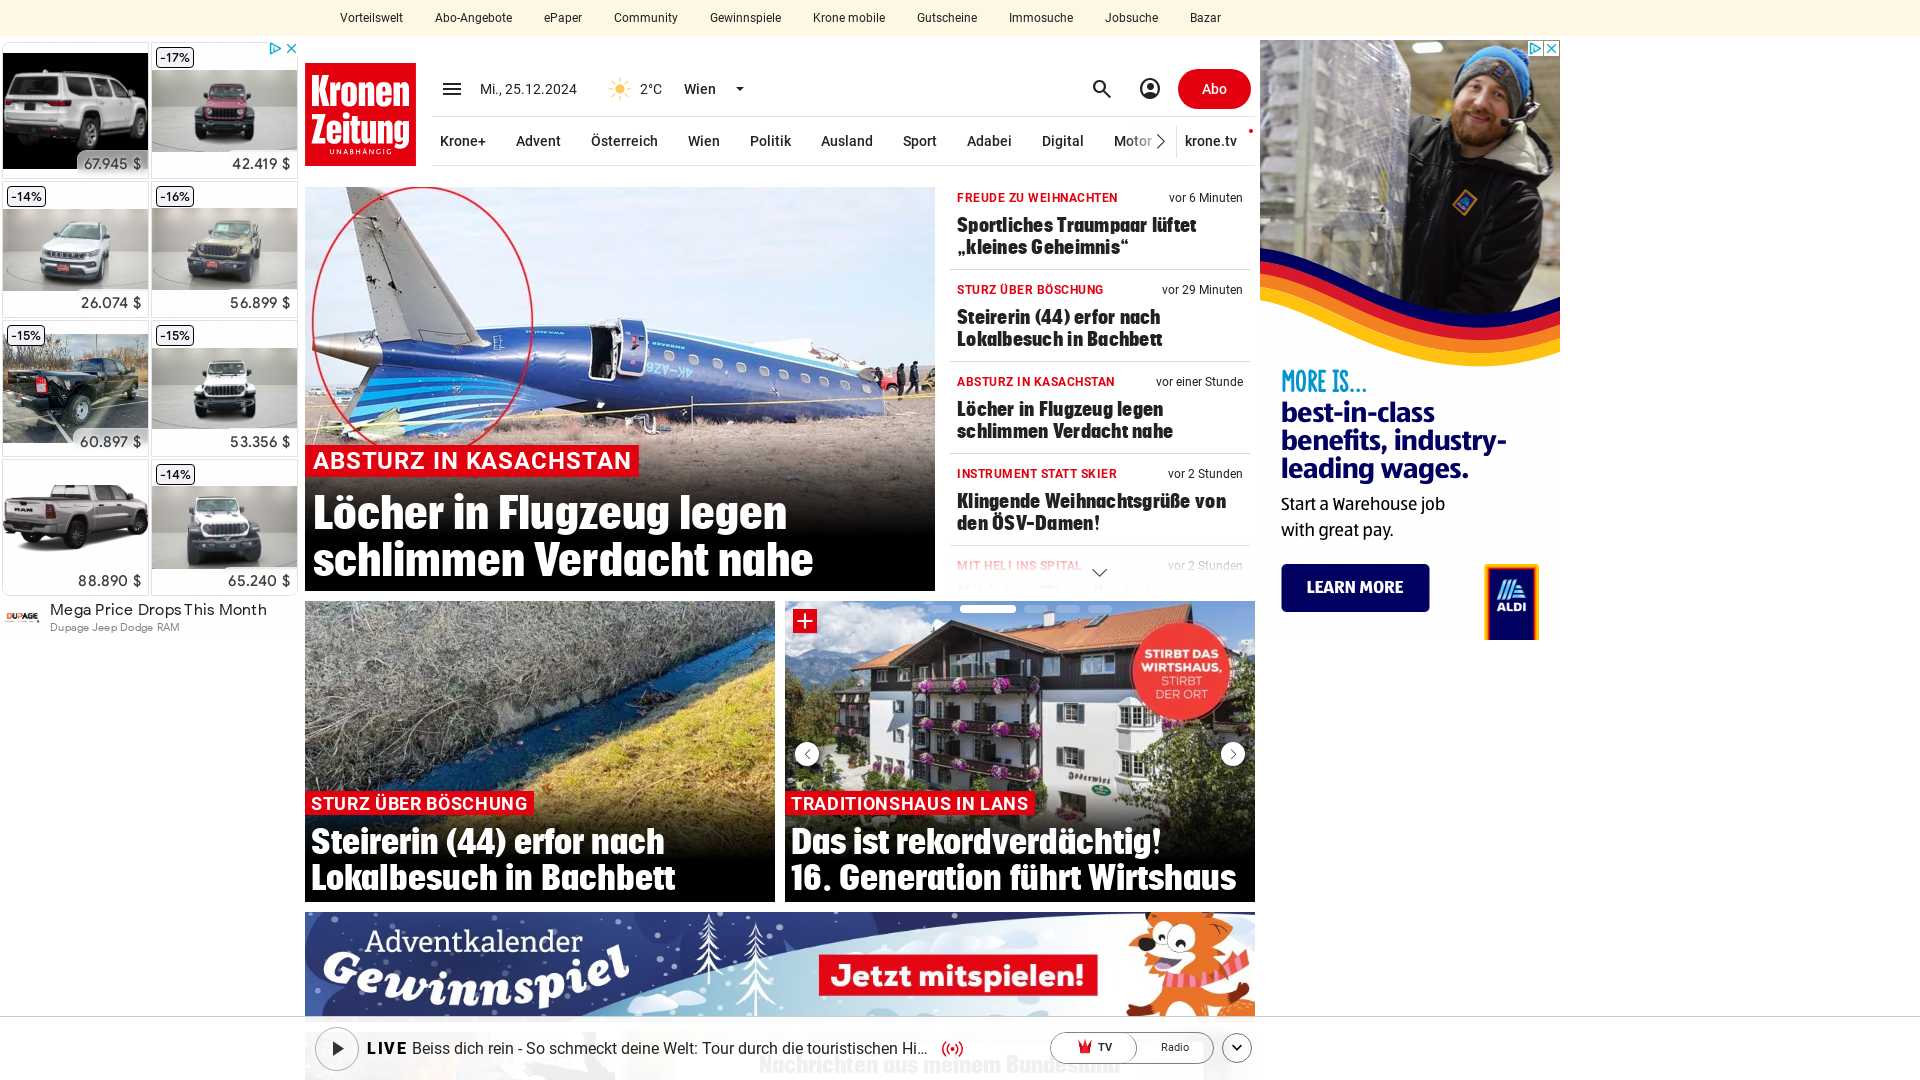 Vorteilswelt Abo-Angebote ePaper Community Gewinnspiele Krone mobile Gutscheine Immosuche Jobsuche Bazar
Kronen
Zeitung
UNABHÄNGIG
Mi., 25.12.2024 2°C Wien
Abo
Krone+ Advent Österreich Wien Politik Ausland Sport Adabei Digital Motor krone.tv
67.945 $
-17%
42.419 $
-14%
26.074 $
-16%
56.899 $
-15%
60.897 $
-15%
53.356 $
88.890 $
-14%
65.240 $
DUPAGE
Mega Price Drops This Month
Dupage Jeep Dodge RAM
4K-AZ6
ABSTURZ IN KASACHSTAN
Löcher in Flugzeug legen
schlimmen Verdacht nahe
FREUDE ZU WEIHNACHTEN vor 6 Minuten
Sportliches Traumpaar lüftet
„kleines Geheimnis“
STURZ ÜBER BÖSCHUNG vor 29 Minuten
Steirerin (44) erfor nach
Lokalbesuch in Bachbett
ABSTURZ IN KASACHSTAN vor einer Stunde
Löcher in Flugzeug legen
schlimmen Verdacht nahe
INSTRUMENT STATT SKIER vor 2 Stunden
Klingende Weihnachtsgrüße von
den ÖSV-Damen!
MIT HELI INS SPITAL vor 2 Stunden
MORE IS...
best-in-class
benefits, industry-
leading wages.
Start a Warehouse job
with great pay.
LEARN MORE
ALDI
STURZ ÜBER BÖSCHUNG
Steirerin (44) erfor nach
Lokalbesuch in Bachbett
STIRBT DAS
WIRTSHAUS,
STIRBT
DER ORT
TRADITIONSHAUS IN LANS
Das ist rekordverdächtig!
16. Generation führt Wirtshaus
Adventkalender
Gewinnspiel
Jetzt mitspielen!
LIVE Beiss dich rein - So schmeckt deine Welt: Tour durch die touristischen Hi...
TV Radio
Nachrichten aus meinem Bundesland